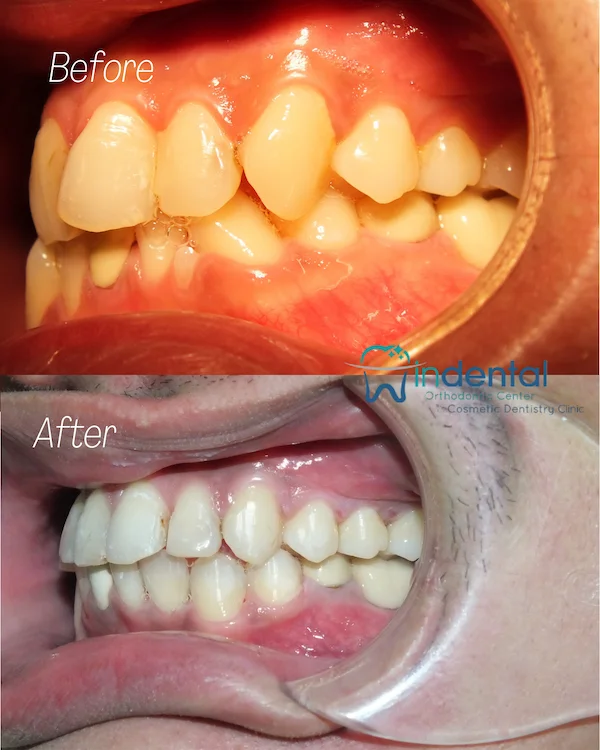 Before
indental
Orthodontic Center
Cosmetic Dentistry Clinic
After